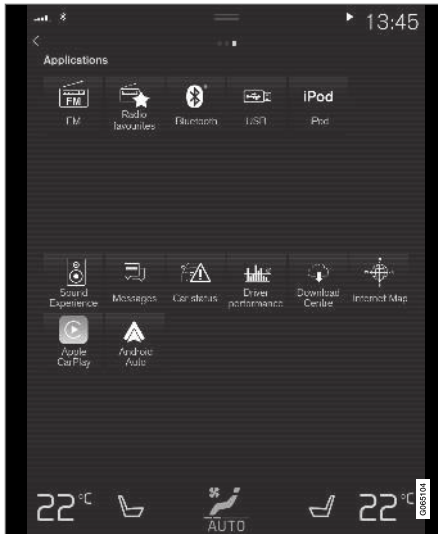 13:45
Applications
FM
iPod
FM
Radio
favourites
Bluetooth
USB
iPod
Sound
Experience
Messages
Car status
Driver
performance
Download
Centre
Internet Map
Apple
CarPlay
Android
Auto
22°C
AUTO
22°C
G065104